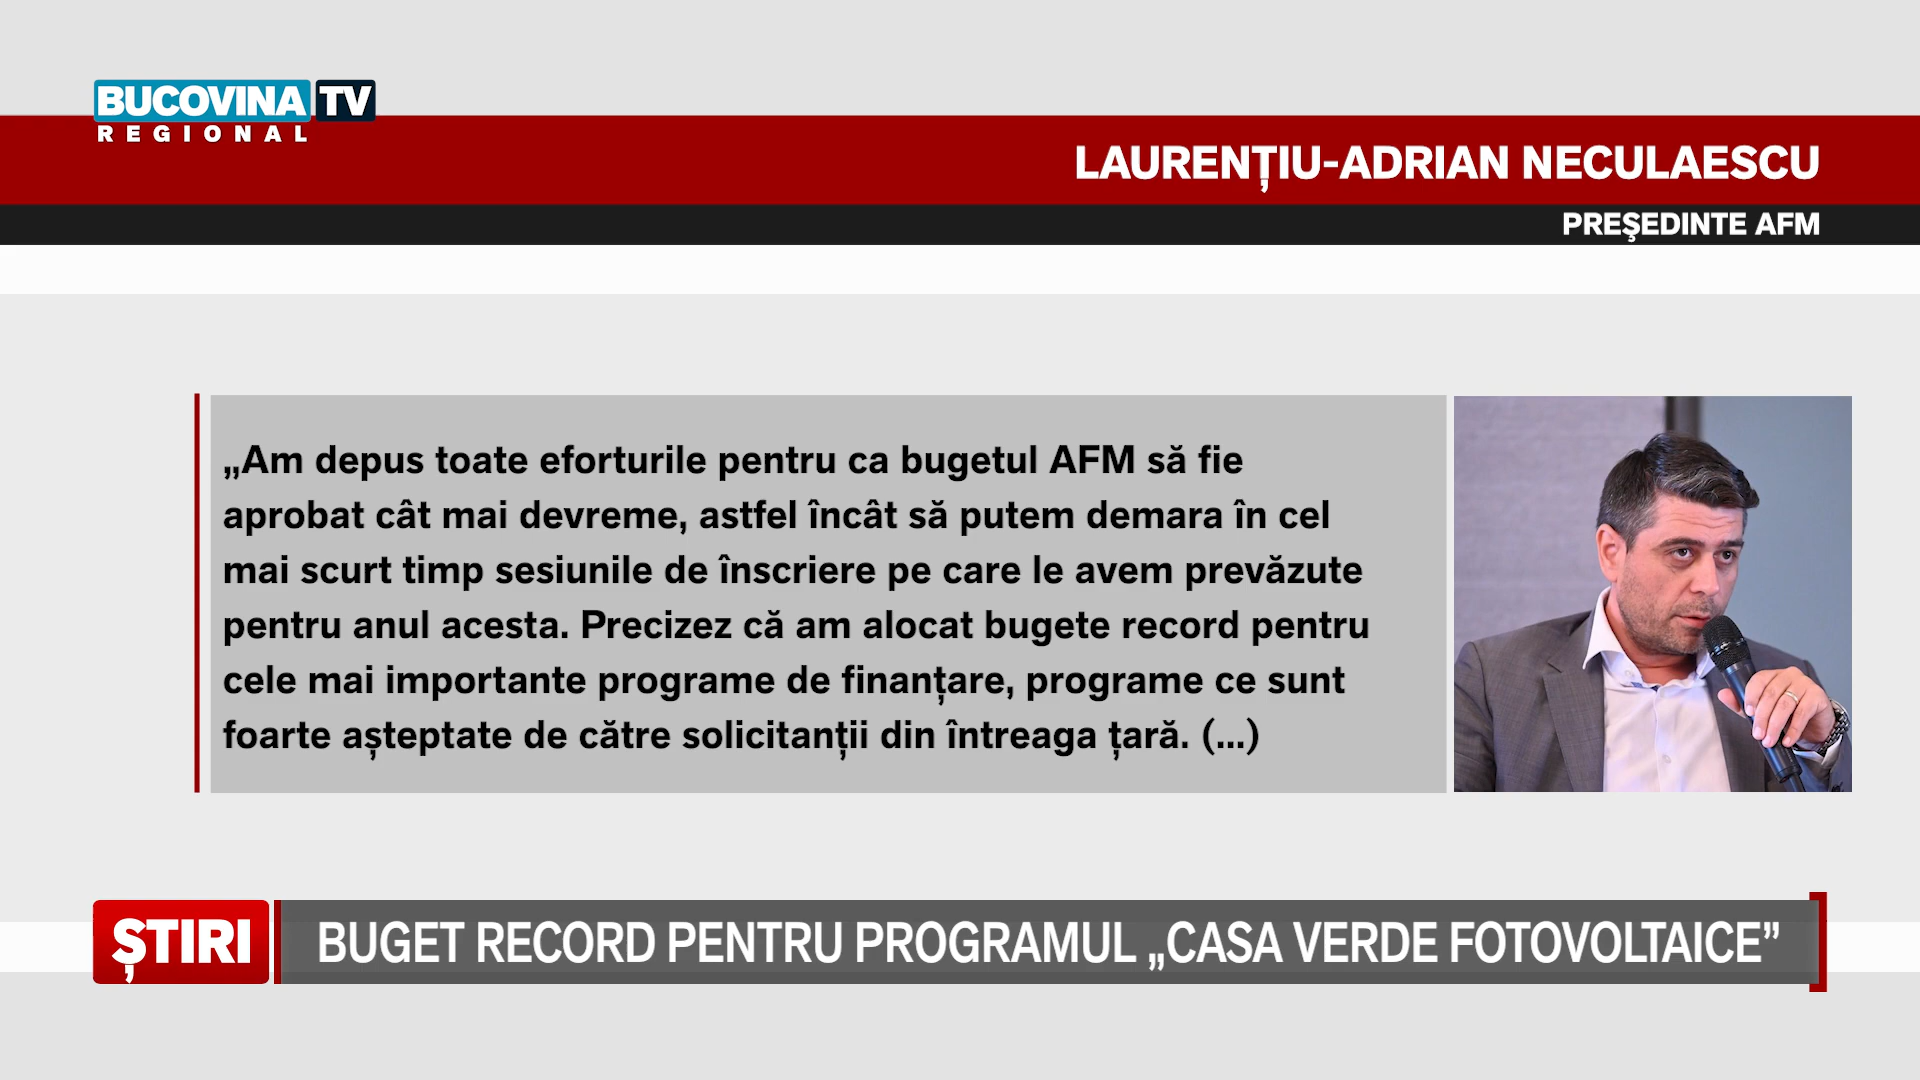 BUCOVINA TV
REGIONAL
LAURENȚIU-ADRIAN NECULAESCU
PREŞEDINTE AFM
„Am depus toate eforturile pentru ca bugetul AFM să fie
aprobat cât mai devreme, astfel încât să putem demara în cel
mai scurt timp sesiunile de înscriere pe care le avem prevăzute
pentru anul acesta. Precizez că am alocat bugete record pentru
cele mai importante programe de finanțare, programe ce sunt
foarte așteptate de către solicitanții din întreaga țară. (...)
ȘTIRI
BUGET RECORD PENTRU PROGRAMUL „CASA VERDE FOTOVOLTAICE”